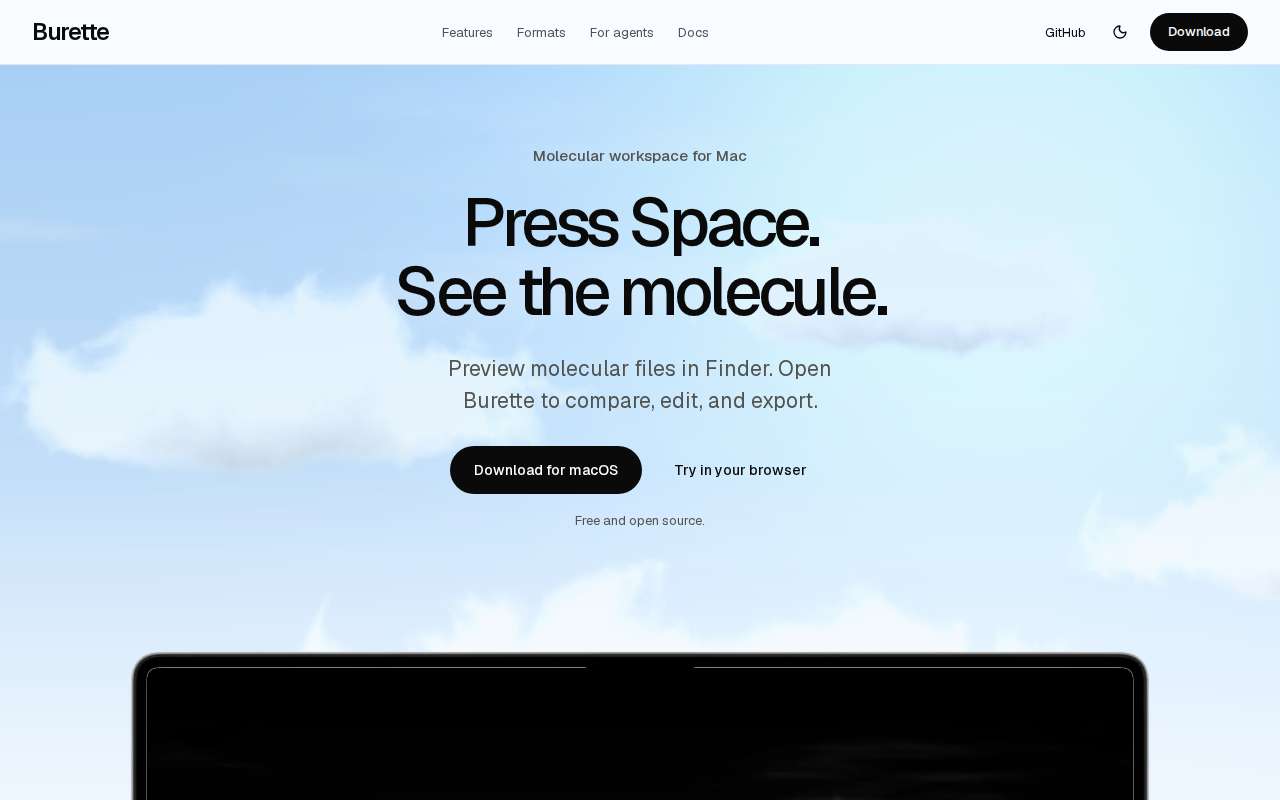 Burette
Features
Formats
For agents
Docs
GitHub
Download
Molecular workspace for Mac
Press Space.
See the molecule.
Preview molecular files in Finder. Open
Burette to compare, edit, and export.
Download for macOS
Try in your browser
Free and open source.